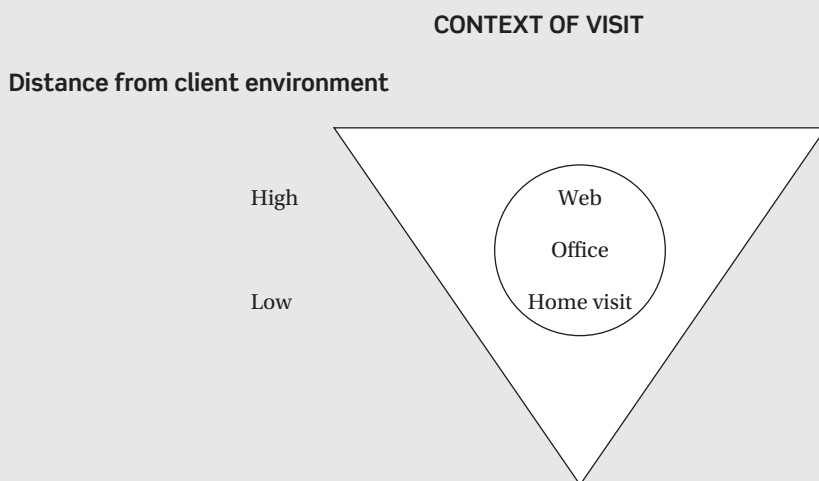 CONTEXT OF VISIT
Distance from client environment
High
Web
Office
Low
Home visit